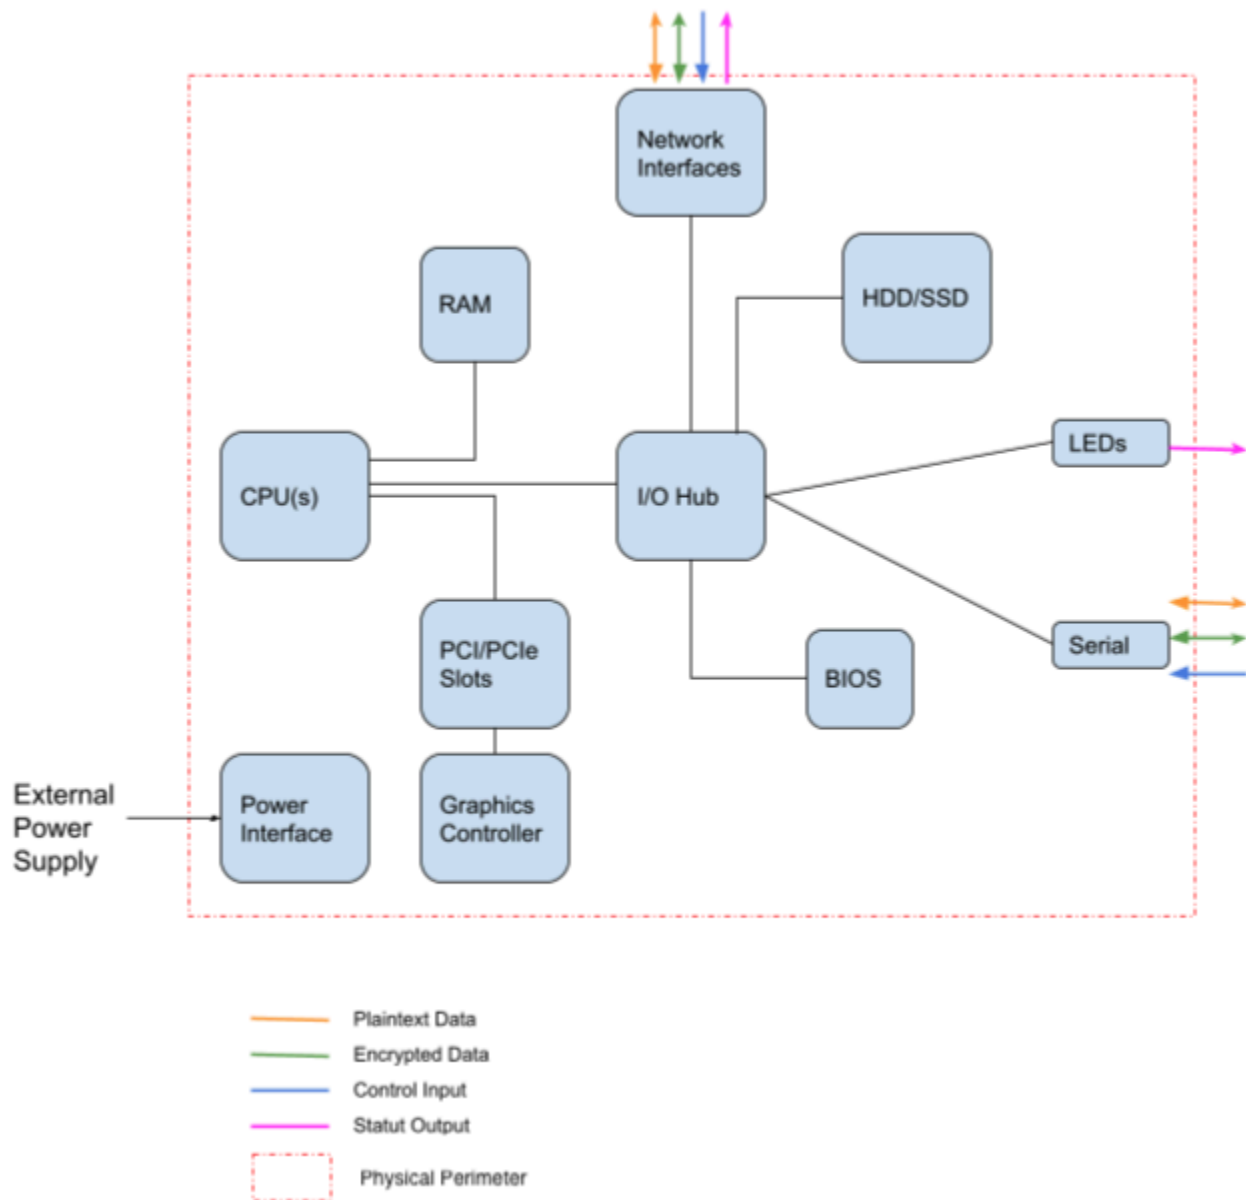 Network
Interfaces
RAM
HDD/SSD
LEDs
CPU(s)
I/O Hub
PCI/PCIe
Slots
Serial
BIOS
External
Power
Supply
Power
Interface
Graphics
Controller
Plaintext Data
Encrypted Data
Control Input
Statut Output
Physical Perimeter